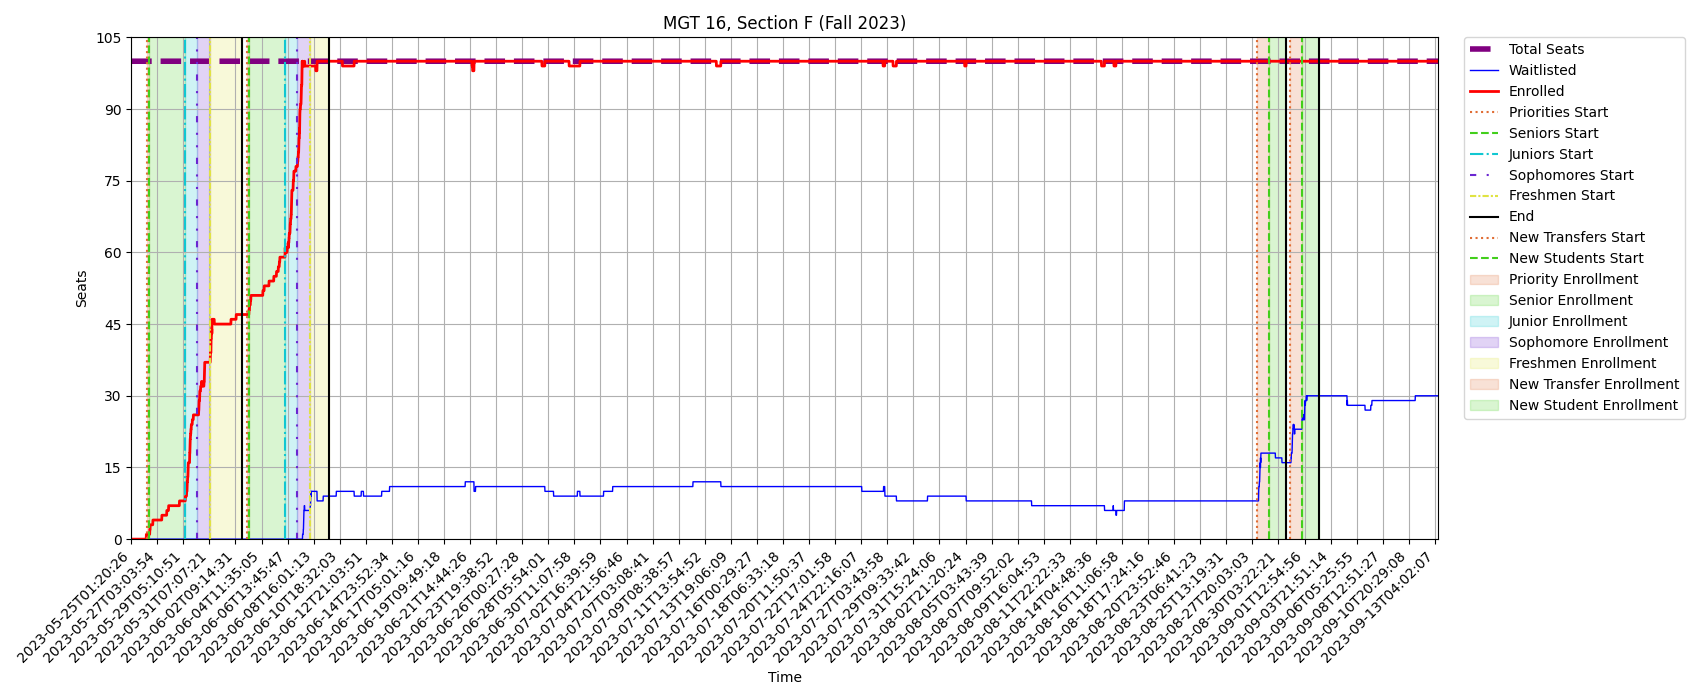 MGT 16, Section F (Fall 2023)
105
90
75
60
45
30
15
0
Seats
2023-05-25T01:20:26
2023-05-27T03:03:54
2023-05-29T05:10:51
2023-05-31T07:07:21
2023-06-02T09:14:31
2023-06-04T11:35:05
2023-06-06T13:45:47
2023-06-08T16:01:13
2023-06-10T18:32:03
2023-06-12T21:03:51
2023-06-14T23:52:34
2023-06-17T05:01:16
2023-06-19T09:49:18
2023-06-21T14:44:26
2023-06-23T19:38:52
2023-06-26T00:27:28
2023-06-28T05:54:01
2023-06-30T11:07:58
2023-07-02T16:39:59
2023-07-04T21:56:46
2023-07-07T03:08:41
2023-07-09T08:38:57
2023-07-11T13:54:52
2023-07-13T19:06:09
2023-07-16T00:29:27
2023-07-18T06:33:18
2023-07-20T11:50:37
2023-07-22T17:01:58
2023-07-24T22:16:07
2023-07-27T03:43:58
2023-07-29T09:33:42
2023-07-31T15:24:06
2023-08-02T21:20:24
2023-08-05T03:43:39
2023-08-07T09:52:02
2023-08-09T16:04:53
2023-08-11T22:22:33
2023-08-14T04:48:36
2023-08-16T11:06:58
2023-08-18T17:24:16
2023-08-20T23:52:46
2023-08-23T06:41:23
2023-08-25T13:19:31
2023-08-27T20:03:03
2023-08-30T03:22:21
2023-09-01T12:54:56
2023-09-03T21:51:14
2023-09-06T05:25:55
2023-09-08T12:51:27
2023-09-10T20:29:08
2023-09-13T04:02:07
Time
Total Seats
Waitlisted
Enrolled
Priorities Start
Seniors Start
Juniors Start
Sophomores Start
Freshmen Start
End
New Transfers Start
New Students Start
Priority Enrollment
Senior Enrollment
Junior Enrollment
Sophomore Enrollment
Freshmen Enrollment
New Transfer Enrollment
New Student Enrollment